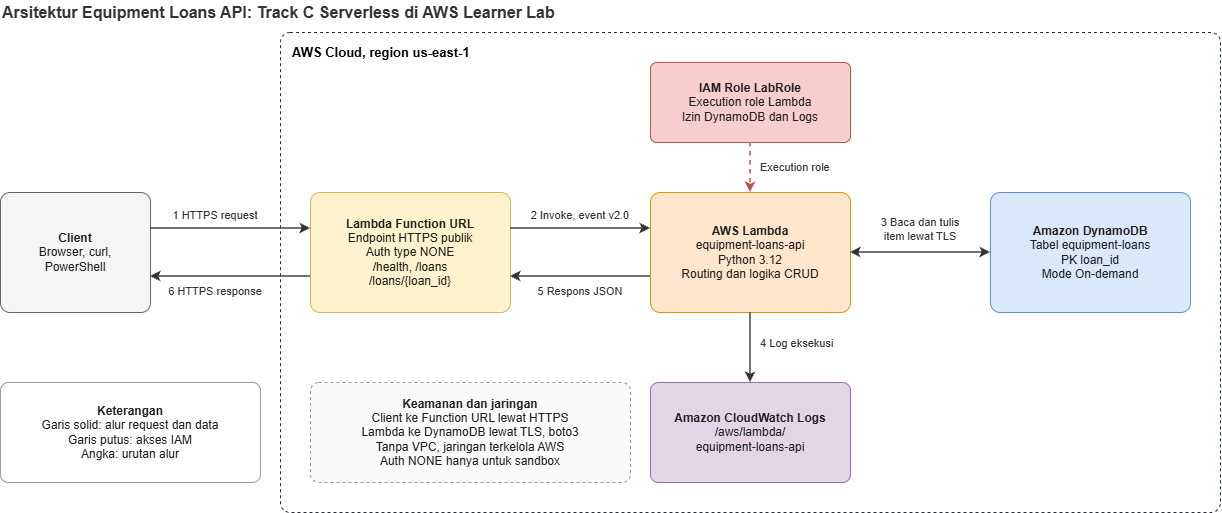 Arsitektur Equipment Loans API: Track C Serverless di AWS Learner Lab
AWS Cloud, region us-east-1
IAM Role LabRole
Execution role Lambda
Izin DynamoDB dan Logs
Execution role
Client
Browser, curl,
PowerShell
1 HTTPS request
6 HTTPS response
Lambda Function URL
Endpoint HTTPS publik
Auth type NONE
/health, /loans
/loans/{loan_id}
2 Invoke, event v2.0
5 Respons JSON
AWS Lambda
equipment-loans-api
Python 3.12
Routing dan logika CRUD
3 Baca dan tulis
item lewat TLS
Amazon DynamoDB
Tabel equipment-loans
PK loan_id
Mode On-demand
4 Log eksekusi
Keterangan
Garis solid: alur request dan data
Garis putus: akses IAM
Angka: urutan alur
Keamanan dan jaringan
Client ke Function URL lewat HTTPS
Lambda ke DynamoDB lewat TLS, boto3
Tanpa VPC, jaringan terkelola AWS
Auth NONE hanya untuk sandbox
Amazon CloudWatch Logs
/aws/lambda/
equipment-loans-api